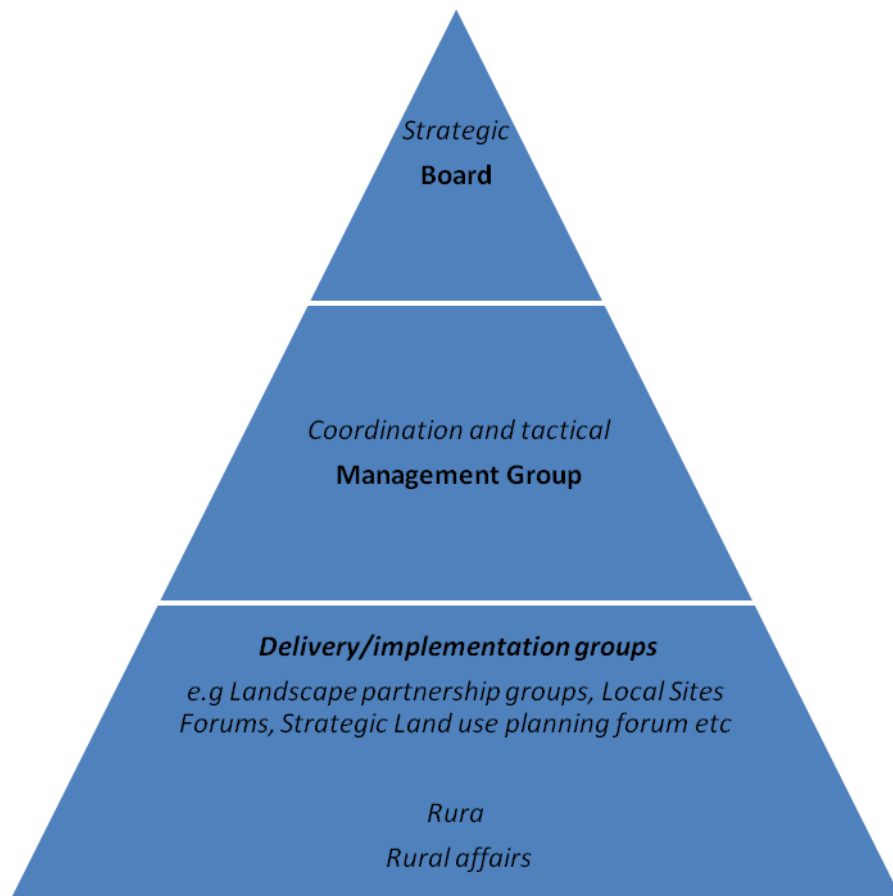 Strategic
Board
Coordination and tactical
Management Group
Delivery/implementation groups
e.g Landscape partnership groups, Local Sites
Forums, Strategic Land use planning forum etc
Rura
Rural affairs